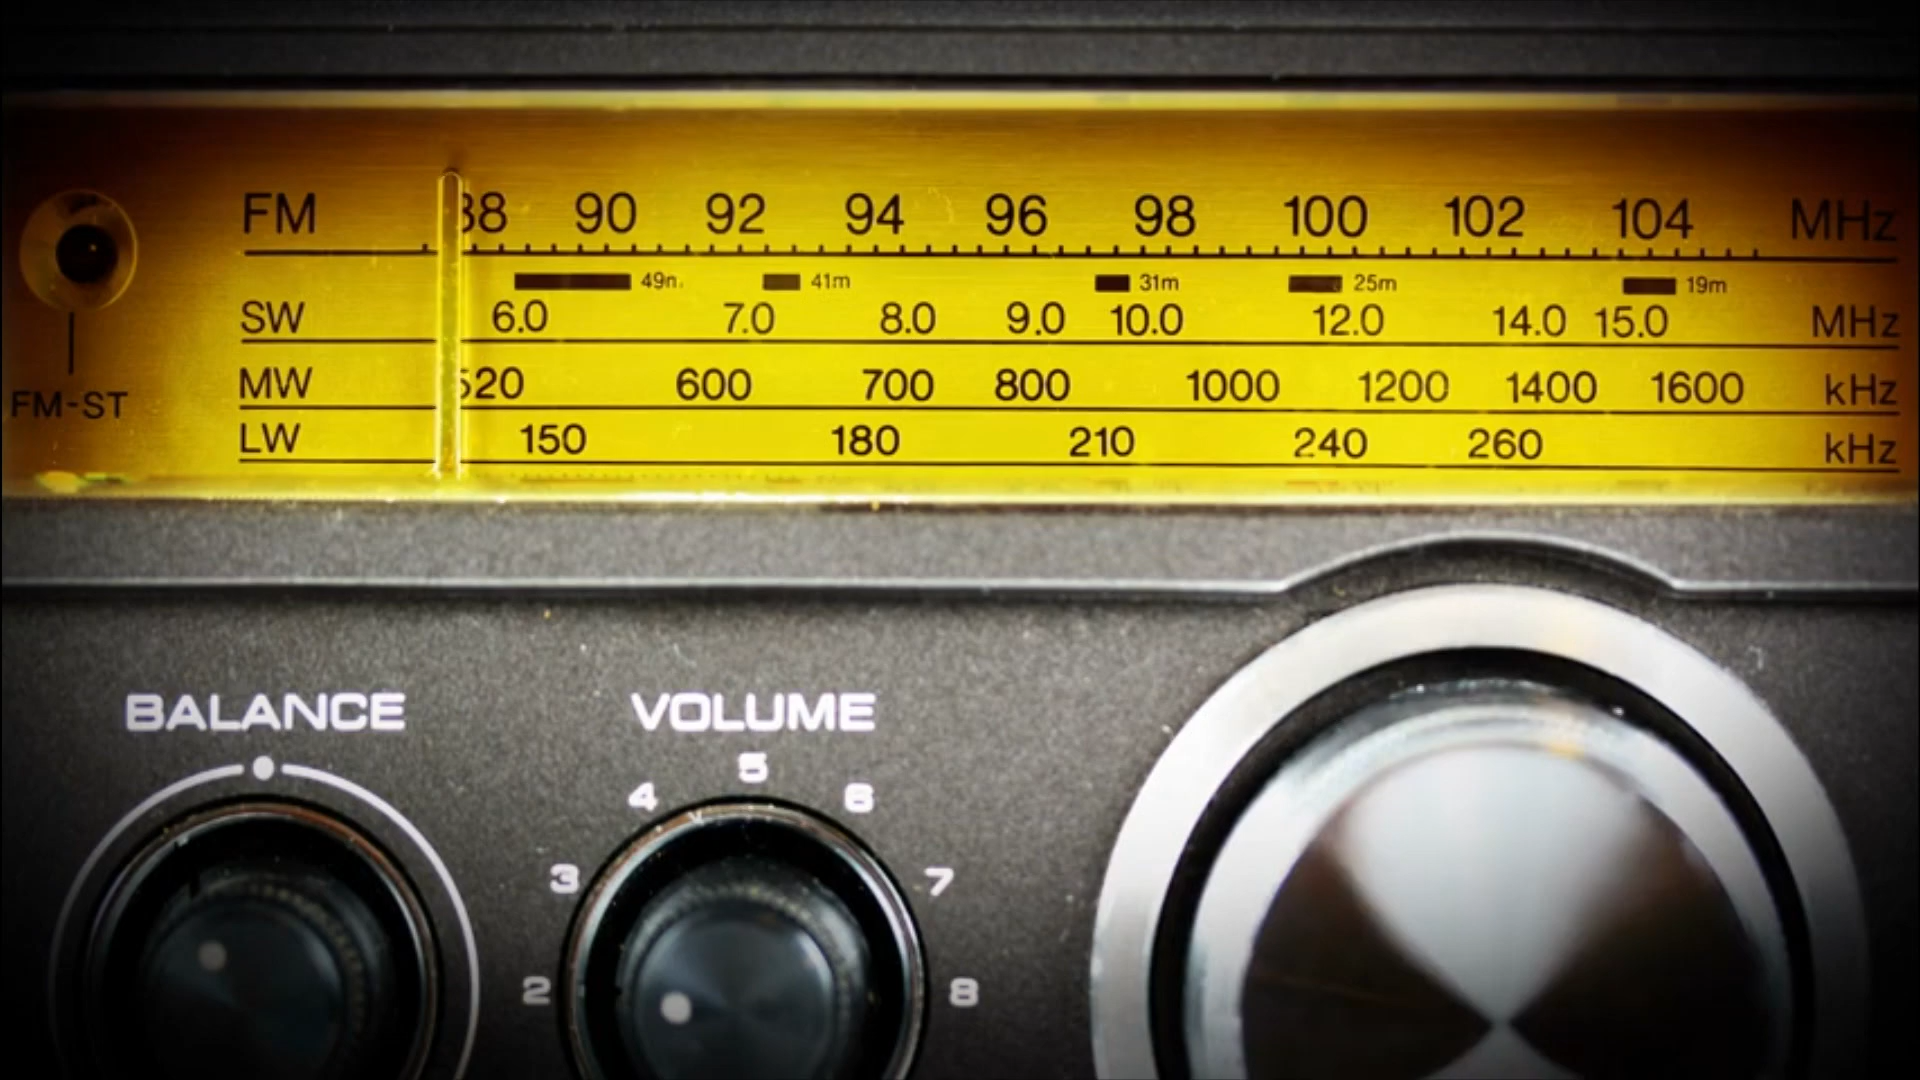 FM 88 90 92 94 96 98 100 102 104 MHz
49m 41m 31m 25m 19m
SW 6.0 7.0 8.0 9.0 10.0 12.0 14.0 15.0 MHz
MW 520 600 700 800 1000 1200 1400 1600 kHz
FM-ST
LW 150 180 210 240 260 kHz
BALANCE
VOLUME
2 3 4 5 6 7 8